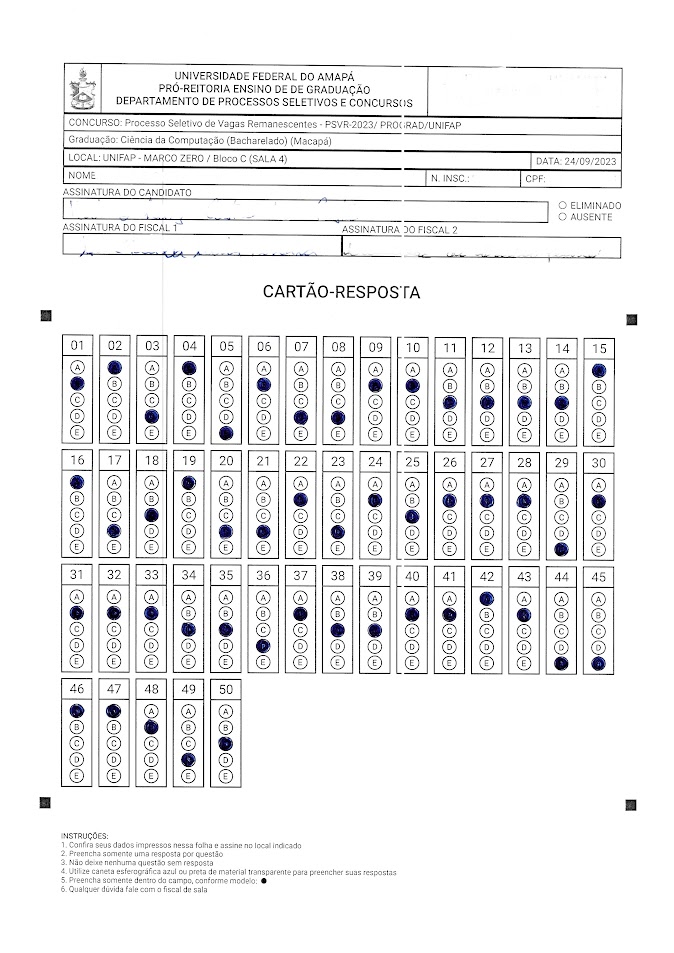 UNIVERSIDADE FEDERAL DO AMAPÁ
PRÓ-REITORIA ENSINO DE DE GRADUAÇÃO
DEPARTAMENTO DE PROCESSOS SELETIVOS E CONCURSOS
CONCURSO: Processo Seletivo de Vagas Remanescentes - PSVR-2023/ PROGRAD/UNIFAP
Graduação: Ciência da Computação (Bacharelado) (Macapá)
LOCAL: UNIFAP - MARCO ZERO / Bloco C (SALA 4) DATA: 24/09/2023
NOME N. INSC.: CPF:
ASSINATURA DO CANDIDATO
ELIMINADO
AUSENTE
ASSINATURA DO FISCAL 1 ASSINATURA DO FISCAL 2
CARTÃO-RESPOSTA
01 02 03 04 05 06 07 08 09 10 11 12 13 14 15
A A A A A A A A A A A
B B B B B B B B B B B
C C C C C C C C C C C C C C C
D D D D D D D D D
E E E E E E E E E E E E E E
16 17 18 19 20 21 22 23 24 25 26 27 28 29 30
A A A A A A A A A A A A A
B B B B B B B B B B
C C C C C C C C C C C C C
D D D D D D D D D D D
E E E E E E E E E E E E E E
31 32 33 34 35 36 37 38 39 40 41 42 43 44 45
A A A A A A A A A A A A A A
B B B B B B B B
C C C C C C C C C C C
D D D D D D D D D D D D D D
E E E E E E E E E E E E E
46 47 48 49 50
A A A
B B B B
C C C C
D D D D
E E E E E
INSTRUÇÕES:
1. Confira seus dados impressos nessa folha e assine no local indicado
2. Preencha somente uma resposta por questão
3. Não deixe nenhuma questão sem resposta
4. Utilize caneta esferográfica azul ou preta de material transparente para preencher suas respostas
5. Preencha somente dentro do campo, conforme modelo:
6. Qualquer dúvida fale com o fiscal de sala